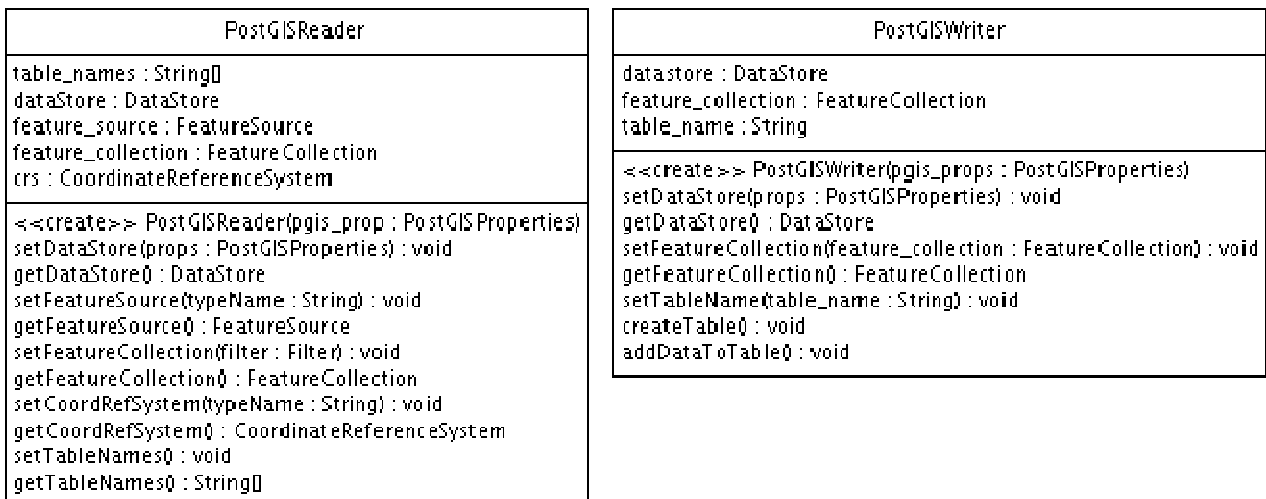 PostGISReader
table_names : String[]
dataStore : DataStore
feature_source : FeatureSource
feature_collection : FeatureCollection
crs : CoordinateReferenceSystem
<<create>> PostGISReader(pgis_prop : PostGISProperties)
setDataStore(props : PostGISProperties) : void
getDataStore() : DataStore
setFeatureSource(typeName : String) : void
getFeatureSource() : FeatureSource
setFeatureCollection(filter : Filter) : void
getFeatureCollection() : FeatureCollection
setCoordRefSystem(typeName : String) : void
getCoordRefSystem() : CoordinateReferenceSystem
setTableNames() : void
getTableNames() : String[]
PostGISWriter
datastore : DataStore
feature_collection : FeatureCollection
table_name : String
<<create>> PostGISWriter(pgis_props : PostGISProperties)
setDataStore(props : PostGISProperties) : void
getDataStore() : DataStore
setFeatureCollection(feature_collection : FeatureCollection) : void
getFeatureCollection() : FeatureCollection
setTableName(table_name : String) : void
createTable() : void
addDataToTable() : void